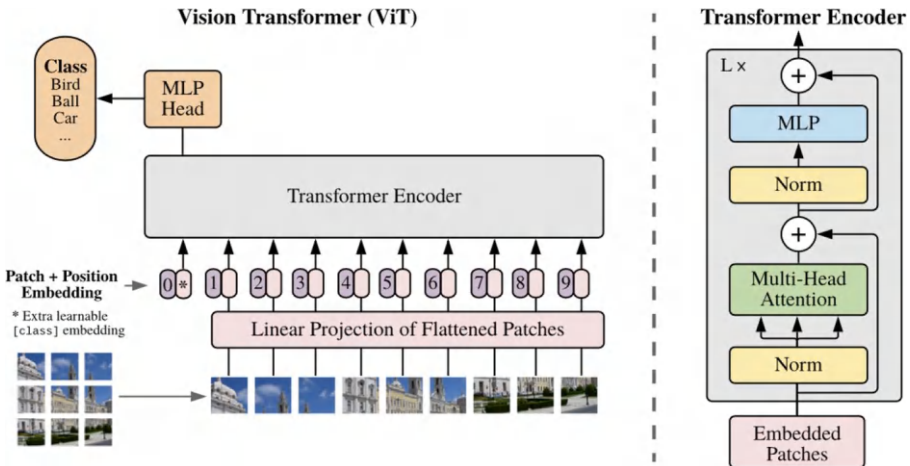 Vision Transformer (ViT)
Class
Bird
Ball
Car
...
MLP
Head
Transformer Encoder
0 * 1 2 3 4 5 6 7 8 9
Patch + Position
Embedding
* Extra learnable
[class] embedding
Linear Projection of Flattened Patches
Transformer Encoder
L ×
+
MLP
Norm
+
Multi-Head
Attention
Norm
Embedded
Patches